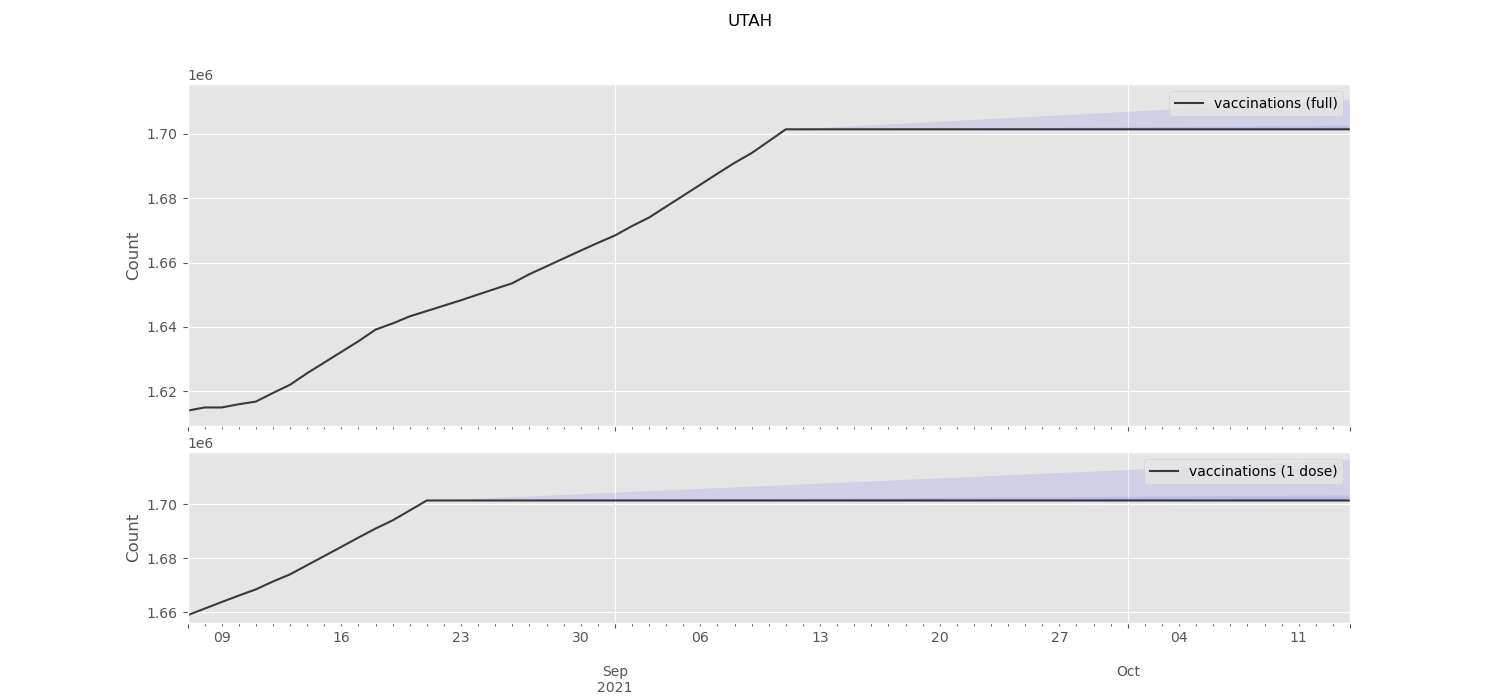 UTAH
1e6
vaccinations (full)
1.70
1.68
1.66
1.64
1.62
Count
1e6
vaccinations (1 dose)
1.70
1.68
1.66
Count
09 16 23 30 06 13 20 27 04 11
Sep Oct
2021